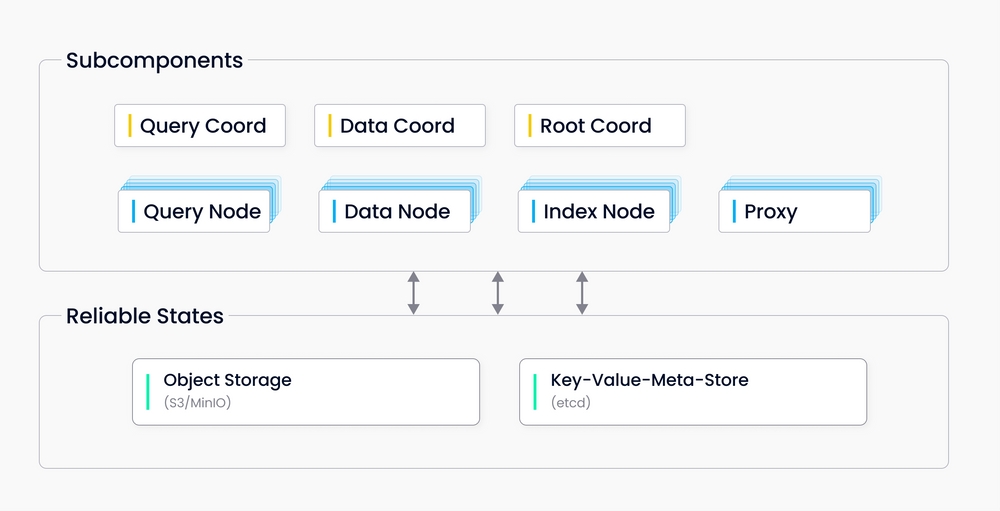 Subcomponents
Query Coord
Data Coord
Root Coord
Query Node
Data Node
Index Node
Proxy
Reliable States
Object Storage
(S3/MinIO)
Key-Value-Meta-Store
(etcd)